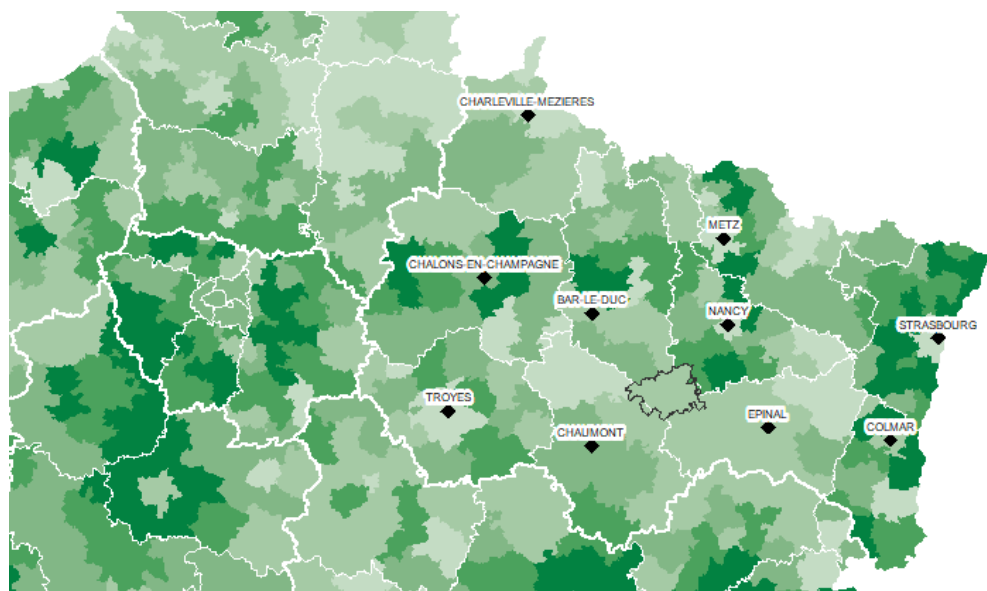 CHARLEVILLE-MEZIERES
METZ
CHALONS-EN-CHAMPAGNE
BAR-LE-DUC
NANCY
STRASBOURG
TROYES
EPINAL
CHAUMONT
COLMAR